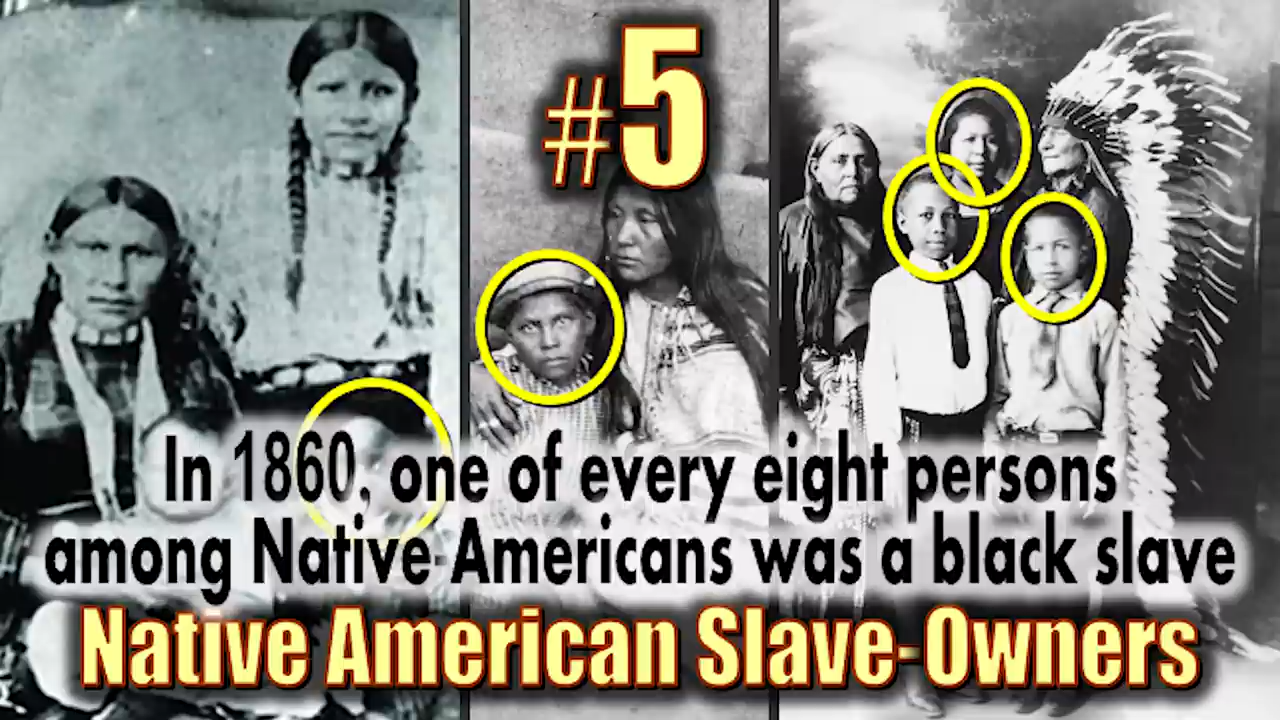 #5
In 1860, one of every eight persons
among Native Americans was a black slave
Native American Slave-Owners